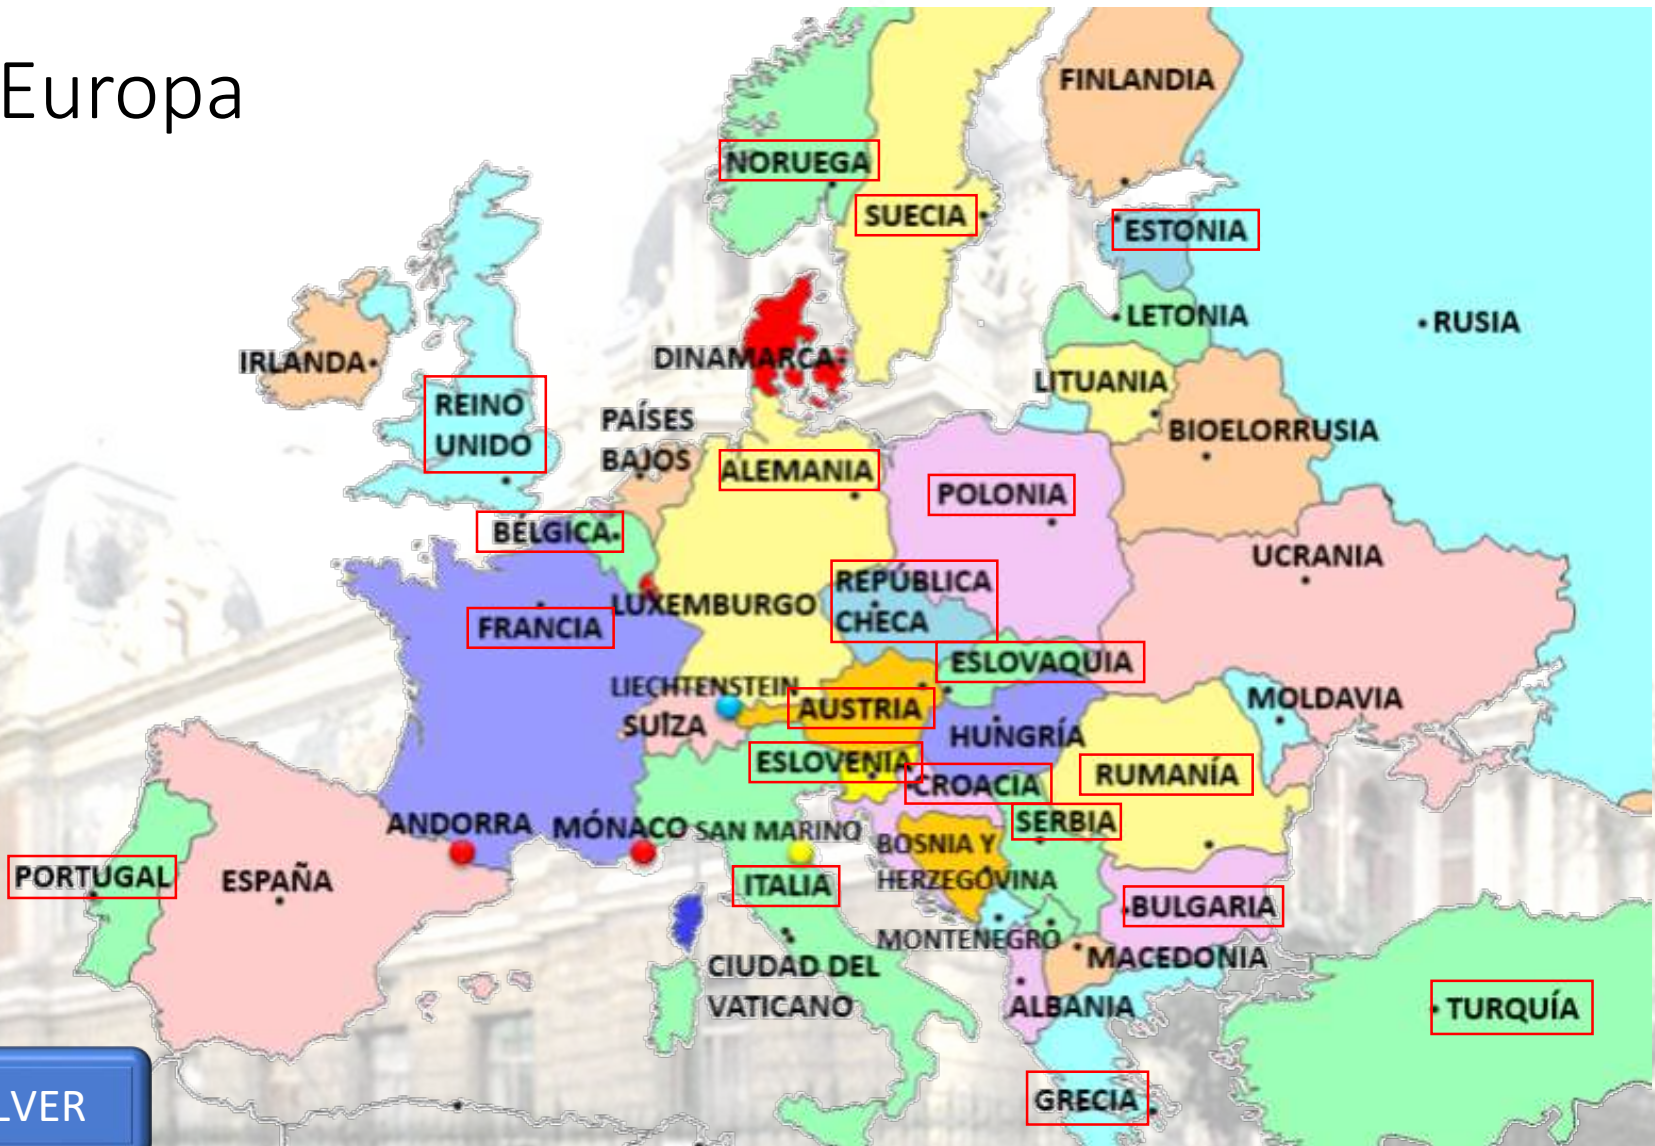 Europa
FINLANDIA
NORUEGA
SUECIA
ESTONIA
LETONIA
RUSIA
IRLANDA
DINAMARCA
LITUANIA
REINO
UNIDO
PAÍSES
BAJOS
BIOELORRUSIA
ALEMANIA
POLONIA
BÉLGICA
UCRANIA
REPÚBLICA
CHECA
LUXEMBURGO
FRANCIA
ESLOVAQUIA
LIECHTENSTEIN
AUSTRIA
MOLDAVIA
SUIZA
HUNGRÍA
ESLOVENIA
CROACIA
RUMANÍA
ANDORRA
MÓNACO
SAN MARINO
SERBIA
BOSNIA Y
HERZEGOVINA
PORTUGAL
ESPAÑA
ITALIA
BULGARIA
MONTENEGRO
MACEDONIA
CIUDAD DEL
VATICANO
ALBANIA
TURQUÍA
GRECIA
LVER